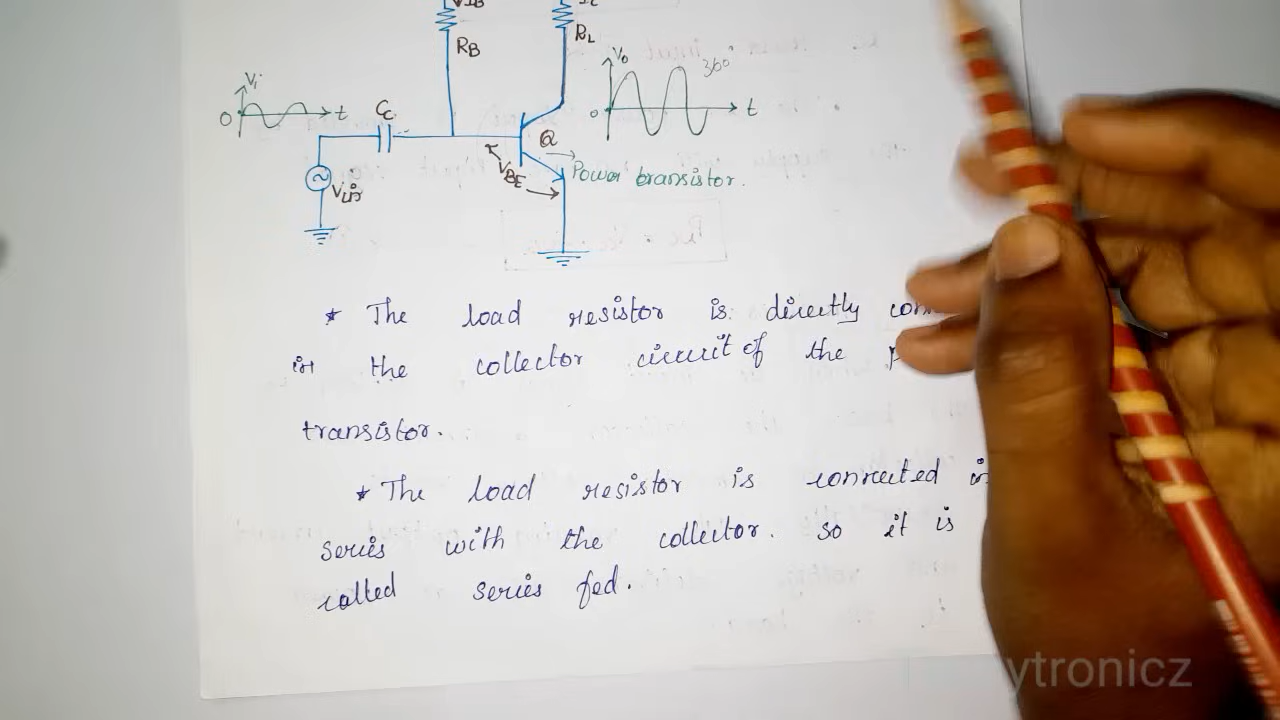 RB
RL
Vi
0
t
Cc
Vo
360°
0
t
Q
VBE
Power transistor.
* The load resistor is directly
in the collector circuit of the
transistor.
* The load resistor is connected in
series with the collector. So it is
called series fed.
ytronicz